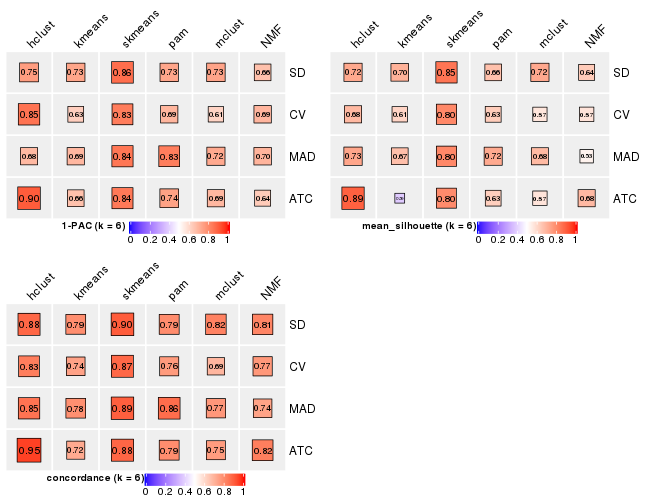 hclust kmeans skmeans pam mclust NMF
0.75 0.73 0.86 0.73 0.73 0.66 SD
0.85 0.63 0.83 0.69 0.61 0.69 CV
0.68 0.69 0.84 0.83 0.72 0.70 MAD
0.90 0.66 0.84 0.74 0.69 0.64 ATC
1-PAC (k = 6)
0 0.2 0.4 0.6 0.8 1
hclust kmeans skmeans pam mclust NMF
0.72 0.70 0.85 0.66 0.72 0.64 SD
0.68 0.61 0.80 0.63 0.57 0.57 CV
0.73 0.67 0.80 0.72 0.68 0.53 MAD
0.89 0.80 0.63 0.57 0.68 ATC
mean_silhouette (k = 6)
0 0.2 0.4 0.6 0.8 1
hclust kmeans skmeans pam mclust NMF
0.88 0.79 0.90 0.79 0.82 0.81 SD
0.83 0.74 0.87 0.76 0.69 0.77 CV
0.85 0.78 0.89 0.86 0.77 0.74 MAD
0.95 0.72 0.88 0.79 0.75 0.82 ATC
concordance (k = 6)
0 0.2 0.4 0.6 0.8 1